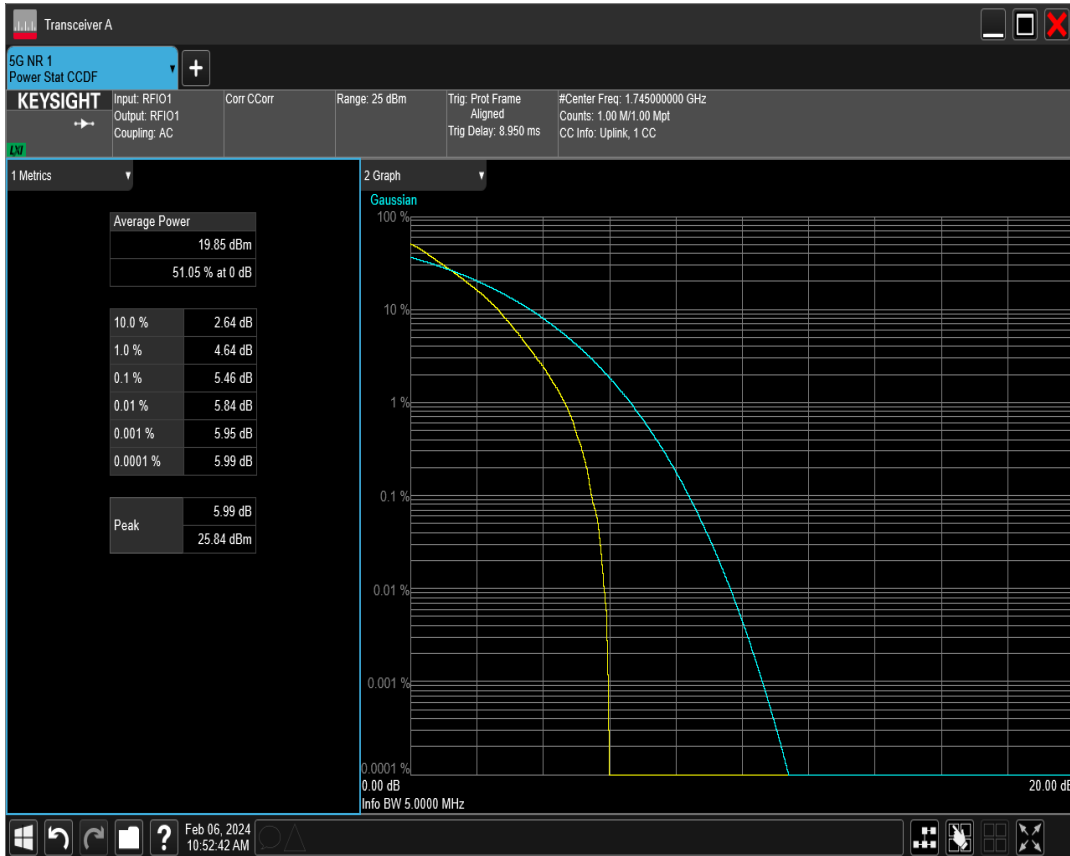 Transceiver A
5G NR 1
Power Stat CCDF
KEYSIGHT
LXI
Input: RFIO1
Output: RFIO1
Coupling: AC
Corr CCorr
Range: 25 dBm
Trig: Prot Frame
Aligned
Trig Delay: 8.950 ms
#Center Freq: 1.745000000 GHz
Counts: 1.00 M/1.00 Mpt
CC Info: Uplink, 1 CC
1 Metrics
Average Power
19.85 dBm
51.05 % at 0 dB
10.0 % 2.64 dB
1.0 % 4.64 dB
0.1 % 5.46 dB
0.01 % 5.84 dB
0.001 % 5.95 dB
0.0001 % 5.99 dB
Peak
5.99 dB
25.84 dBm
2 Graph
Gaussian
100 %
10 %
1 %
0.1 %
0.01 %
0.001 %
0.0001 %
0.00 dB 20.00 dB
Info BW 5.0000 MHz
?
Feb 06, 2024
10:52:42 AM